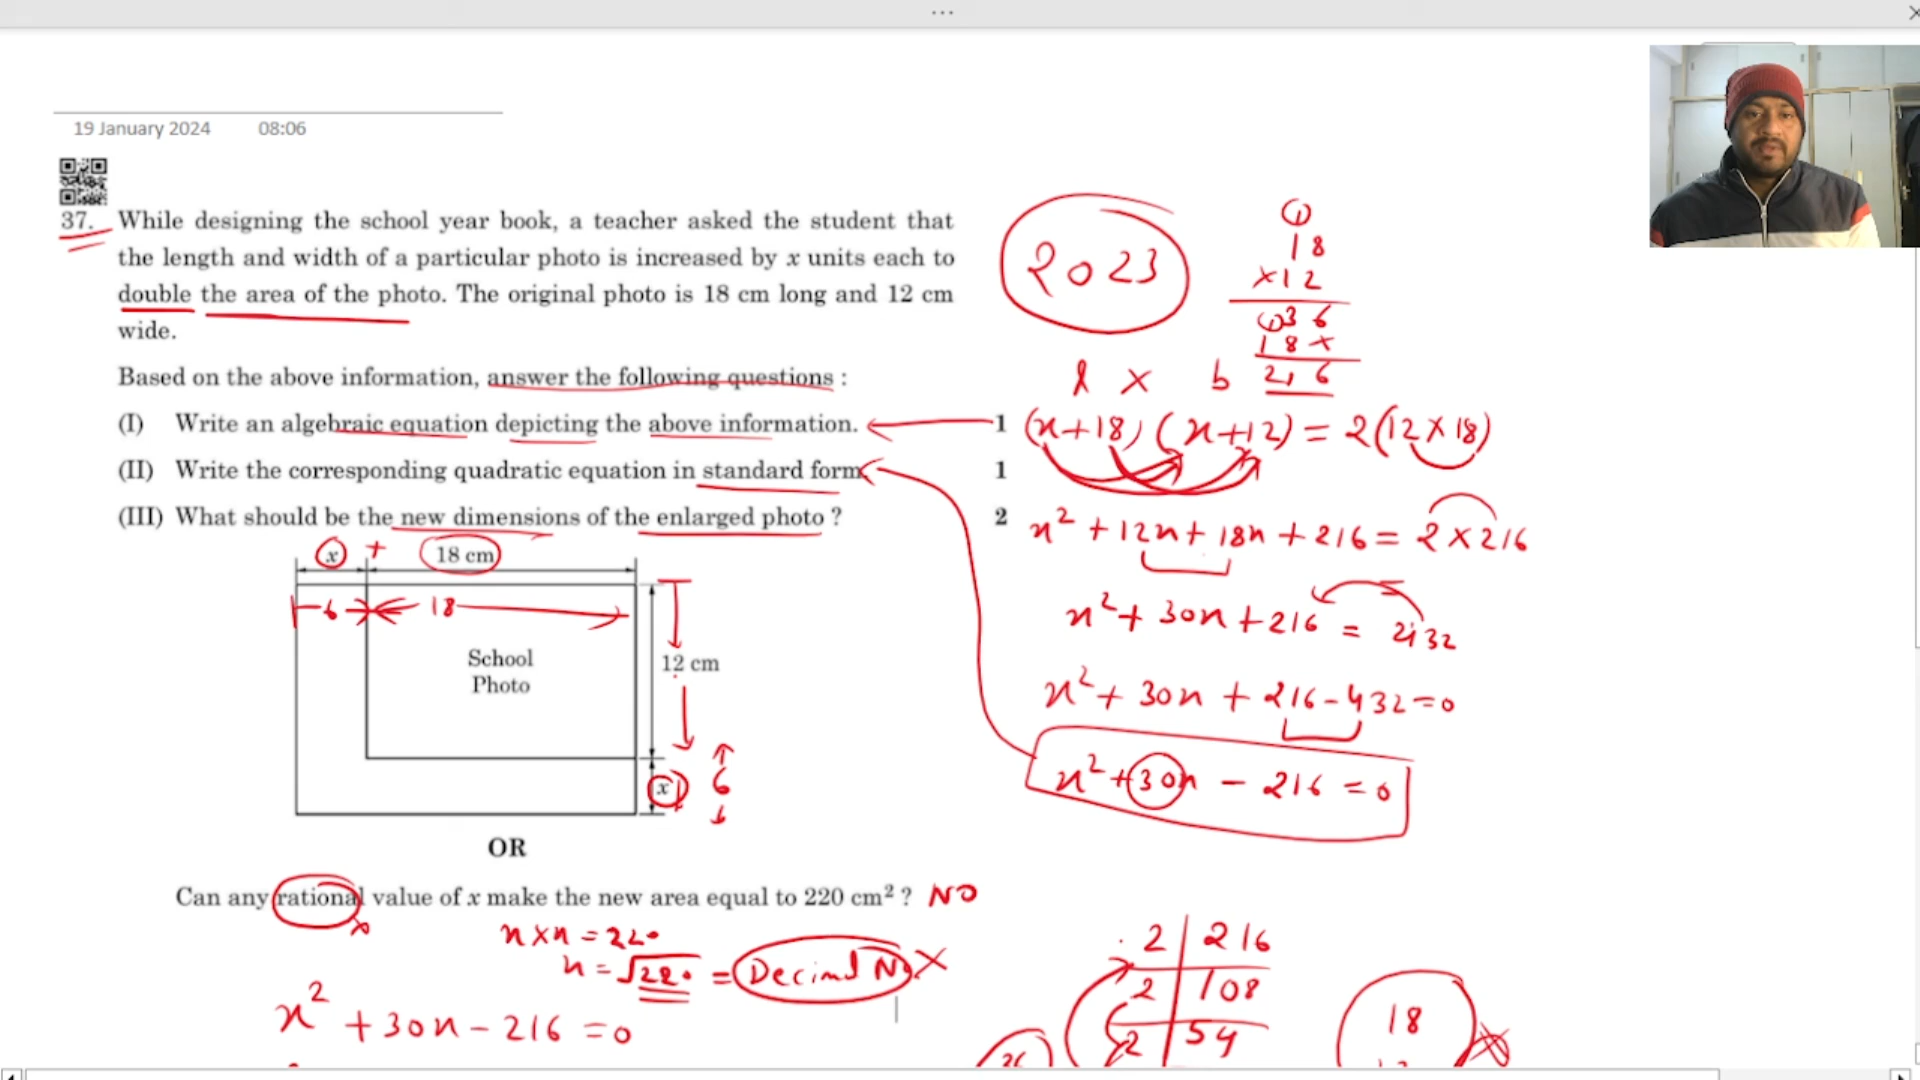 19 January 2024 08:06
37. While designing the school year book, a teacher asked the student that
the length and width of a particular photo is increased by x units each to
double the area of the photo. The original photo is 18 cm long and 12 cm
wide.
Based on the above information, answer the following questions :
(I) Write an algebraic equation depicting the above information. 1
(II) Write the corresponding quadratic equation in standard form 1
(III) What should be the new dimensions of the enlarged photo ? 2
x + 18 cm
6 18
School
Photo
12 cm
x 6
OR
Can any rational value of x make the new area equal to 220 cm² ? NO
n×n = 220
n = √220 = Decimal No X
x² + 30x - 216 = 0
2023
1
18
×12
①36
18×
216
l × b
(x+18) (x+12) = 2(12×18)
x² + 12x + 18x + 216 = 2×216
x² + 30x + 216 = 432
x² + 30x + 216 - 432 = 0
x² + 30x - 216 = 0
2 | 216
2 | 108
2 | 54
18